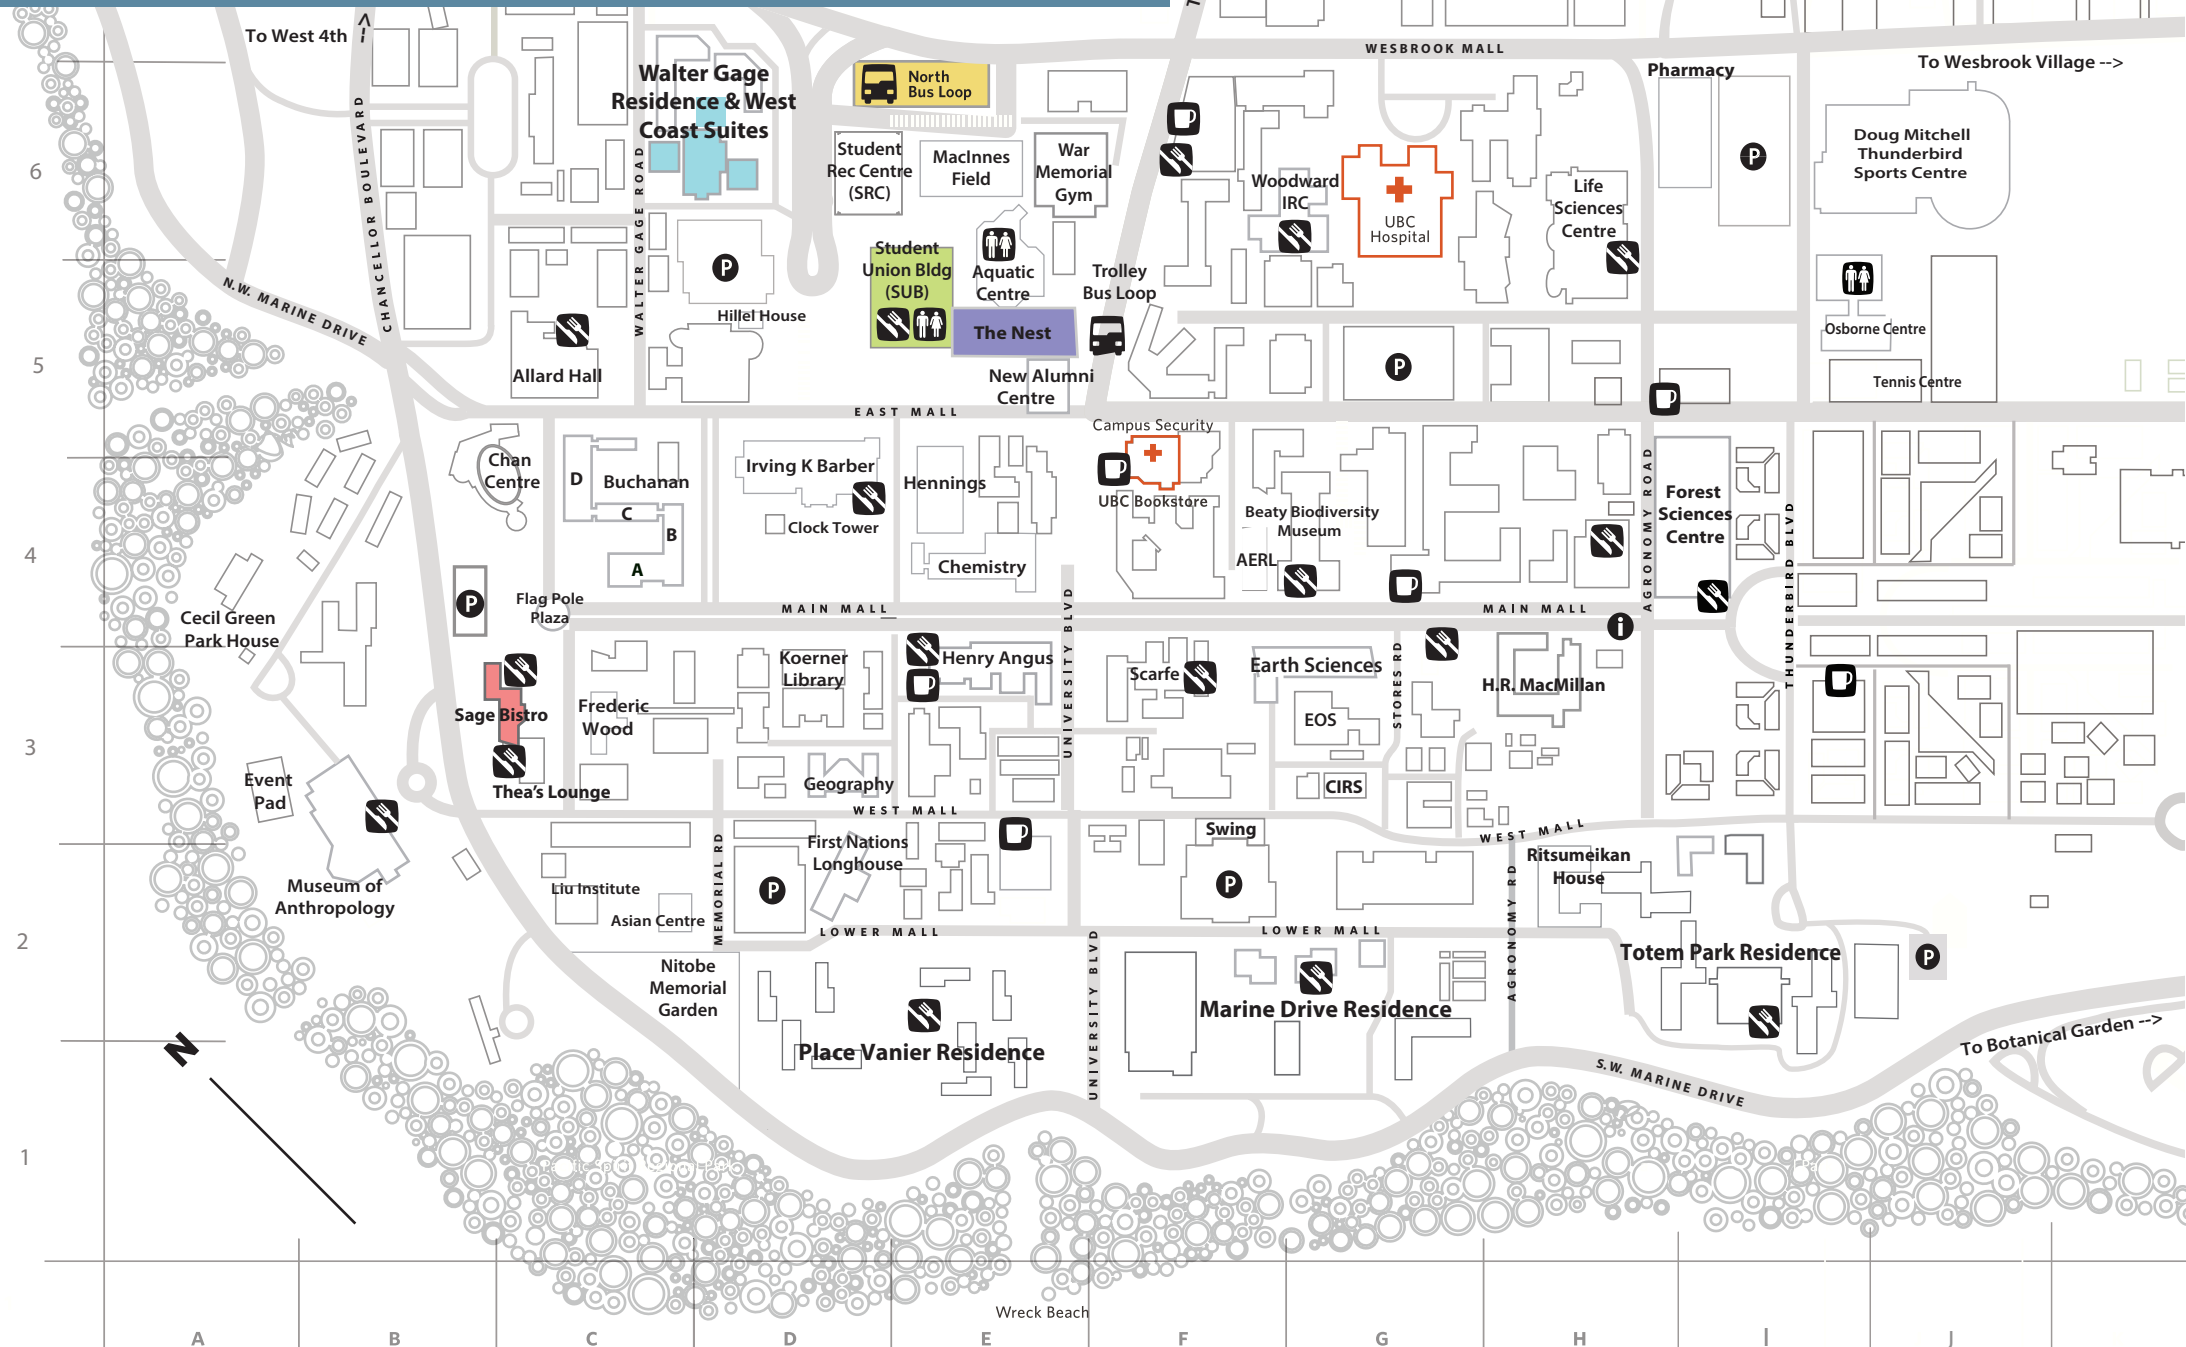 To West 4th -->
WESBROOK MALL
To Wesbrook Village -->
Pharmacy
Walter Gage
Residence & West
Coast Suites
North
Bus Loop
CHANCELLOR BOULEVARD
WALTER GAGE ROAD
6
Student
Rec Centre
(SRC)
MacInnes
Field
War
Memorial
Gym
Woodward
IRC
UBC
Hospital
Life
Sciences
Centre
P
Doug Mitchell
Thunderbird
Sports Centre
N.W. MARINE DRIVE
P
Student
Union Bldg
(SUB)
Aquatic
Centre
Trolley
Bus Loop
Hillel House
The Nest
Osborne Centre
5
Allard Hall
New Alumni
Centre
P
Tennis Centre
EAST MALL
Campus Security
Chan
Centre
D
Buchanan
C
B
A
Irving K Barber
Clock Tower
Hennings
Chemistry
UBC Bookstore
Beaty Biodiversity
Museum
AERL
AGRONOMY ROAD
Forest
Sciences
Centre
THUNDERBIRD BLVD
4
Cecil Green
Park House
P
Flag Pole
Plaza
MAIN MALL
MAIN MALL
i
UNIVERSITY BLVD
Koerner
Library
Henry Angus
Scarfe
Earth Sciences
STORES RD
H.R. MacMillan
Sage Bistro
Frederic
Wood
EOS
3
Event
Pad
Thea's Lounge
Geography
CIRS
WEST MALL
WEST MALL
MEMORIAL RD
First Nations
Longhouse
Swing
Ritsumeikan
House
Museum of
Anthropology
Liu Institute
Asian Centre
P
P
AGRONOMY RD
2
LOWER MALL
LOWER MALL
Totem Park Residence
P
Nitobe
Memorial
Garden
UNIVERSITY BLVD
Marine Drive Residence
Place Vanier Residence
N
To Botanical Garden -->
S.W. MARINE DRIVE
1
Wreck Beach
A
B
C
D
E
F
G
H
I
J